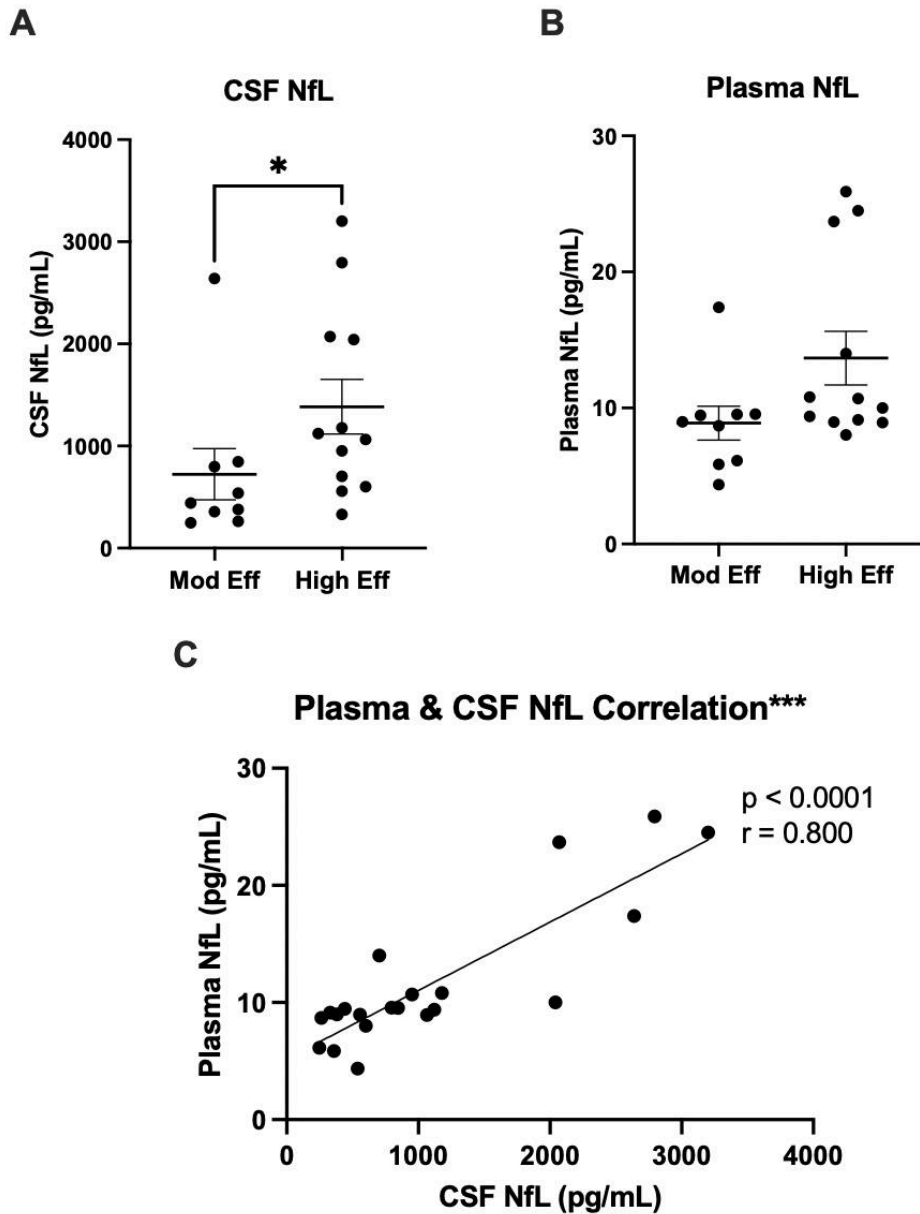 A
B
CSF NfL
Plasma NfL
4000
3000
2000
1000
0
CSF NfL (pg/mL)
*
Mod Eff
High Eff
30
20
10
0
Plasma NfL (pg/mL)
Mod Eff
High Eff
C
Plasma & CSF NfL Correlation***
30
20
10
0
Plasma NfL (pg/mL)
p < 0.0001
r = 0.800
0
1000
2000
3000
4000
CSF NfL (pg/mL)